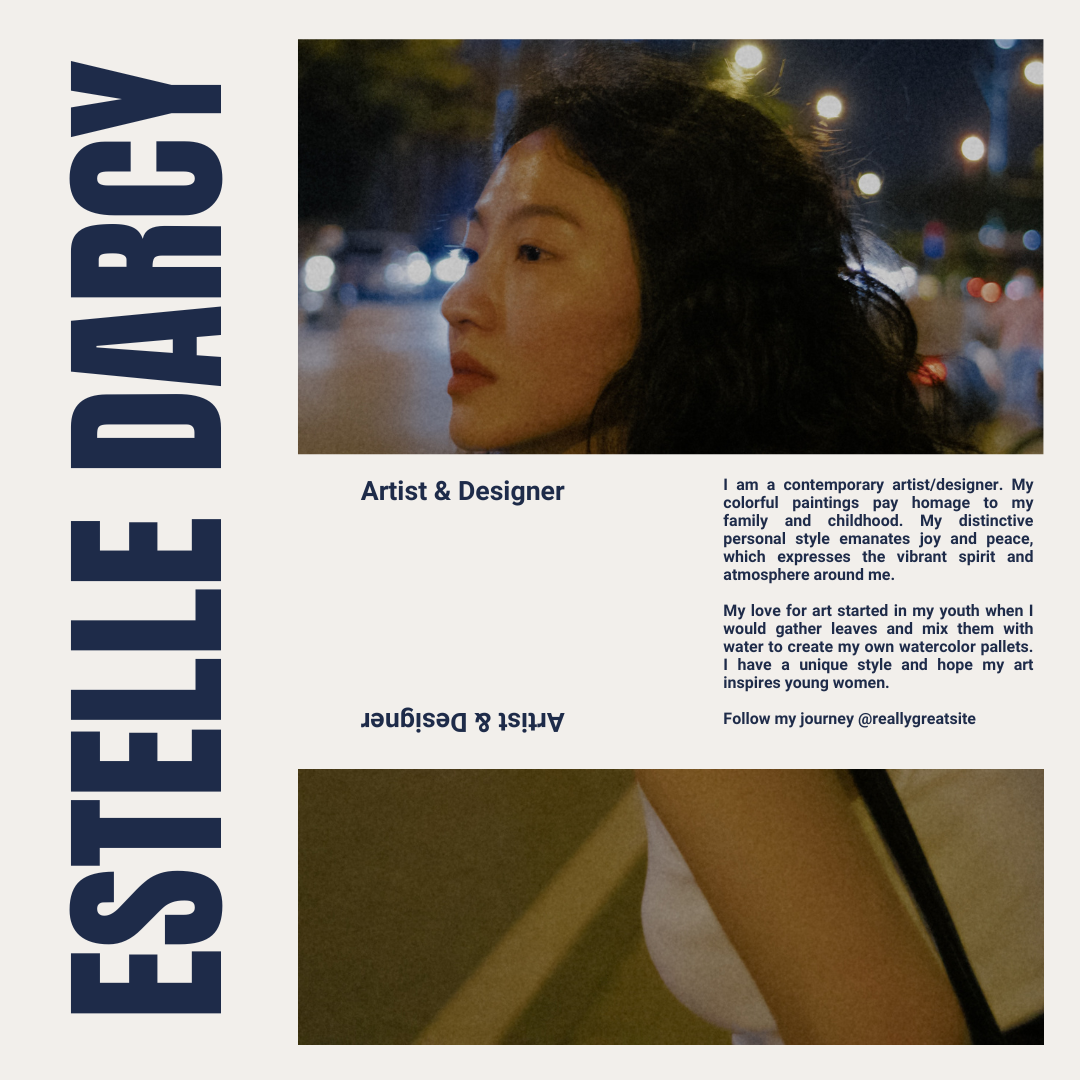 ESTELLE DARCY
Artist & Designer
I am a contemporary artist/designer. My
colorful paintings pay homage to my
family and childhood. My distinctive
personal style emanates joy and peace,
which expresses the vibrant spirit and
atmosphere around me.
My love for art started in my youth when I
would gather leaves and mix them with
water to create my own watercolor pallets.
I have a unique style and hope my art
inspires young women.
Follow my journey @reallygreatsite
Artist & Designer